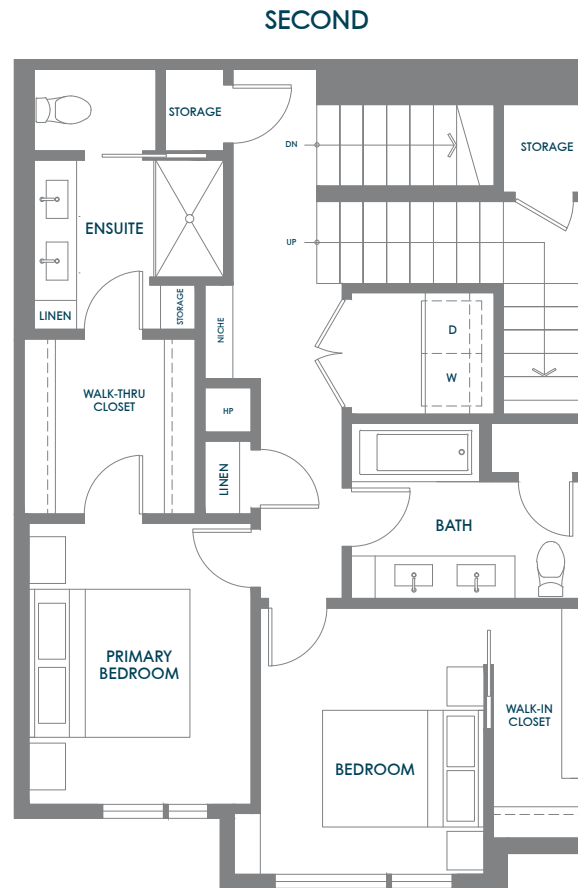 SECOND
STORAGE
DN
STORAGE
ENSUITE
UP
LINEN
STORAGE
NICHE
D
W
WALK-THRU
CLOSET
HP
LINEN
BATH
PRIMARY
BEDROOM
WALK-IN
CLOSET
BEDROOM